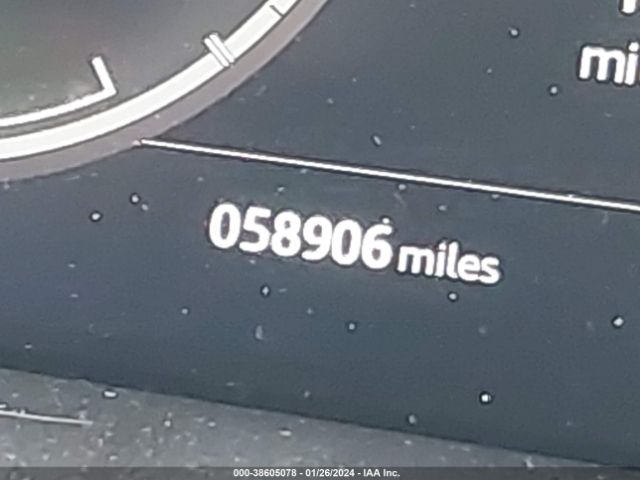 mi
058906 miles
000-38605078 - 01/26/2024 - IAA Inc.